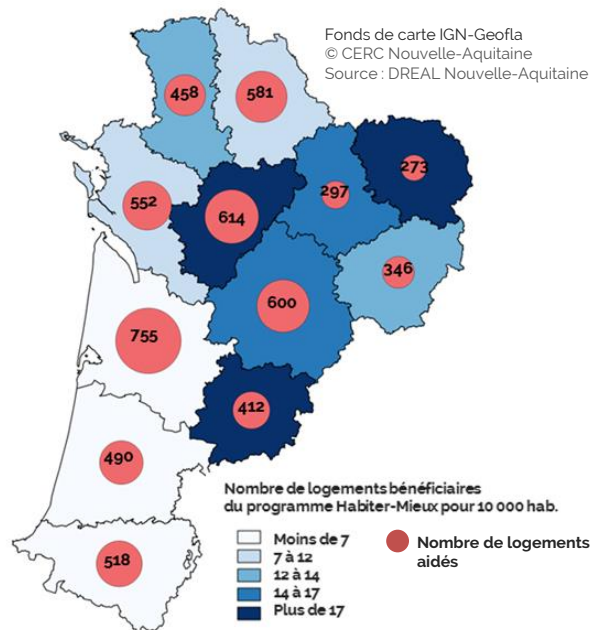 Fonds de carte IGN-Geofla
© CERC Nouvelle-Aquitaine
Source : DREAL Nouvelle-Aquitaine
458
581
273
297
552
614
346
600
755
412
490
518
Nombre de logements bénéficiaires
du programme Habiter-Mieux pour 10 000 hab.
Moins de 7
7 à 12
12 à 14
14 à 17
Plus de 17
Nombre de logements
aidés